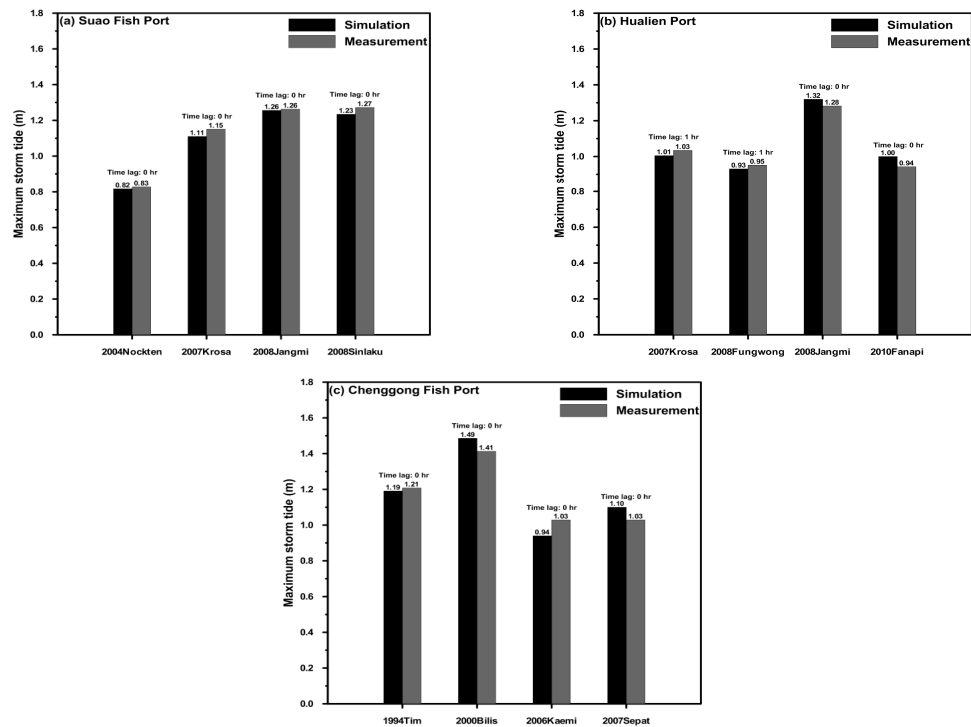 (a) Suao Fish Port
Simulation
Measurement
Maximum storm tide (m)
1.8
1.6
1.4
1.2
1.0
0.8
0.6
0.4
0.2
0.0
Time lag: 0 hr
0.82 0.83
Time lag: 0 hr
1.11 1.15
Time lag: 0 hr
1.26 1.26
Time lag: 0 hr
1.23 1.27
2004Nockten 2007Krosa 2008Jangmi 2008Sinlaku
(b) Hualien Port
Simulation
Measurement
Maximum storm tide (m)
1.8
1.6
1.4
1.2
1.0
0.8
0.6
0.4
0.2
0.0
Time lag: 1 hr
1.01 1.03
Time lag: 1 hr
0.93 0.95
Time lag: 0 hr
1.32 1.28
Time lag: 0 hr
1.00 0.94
2007Krosa 2008Fungwong 2008Jangmi 2010Fanapi
(c) Chenggong Fish Port
Simulation
Measurement
Maximum storm tide (m)
1.8
1.6
1.4
1.2
1.0
0.8
0.6
0.4
0.2
0.0
Time lag: 0 hr
1.19 1.21
Time lag: 0 hr
1.49 1.41
Time lag: 0 hr
0.94 1.03
Time lag: 0 hr
1.10 1.03
1994Tim 2000Bilis 2006Kaemi 2007Sepat